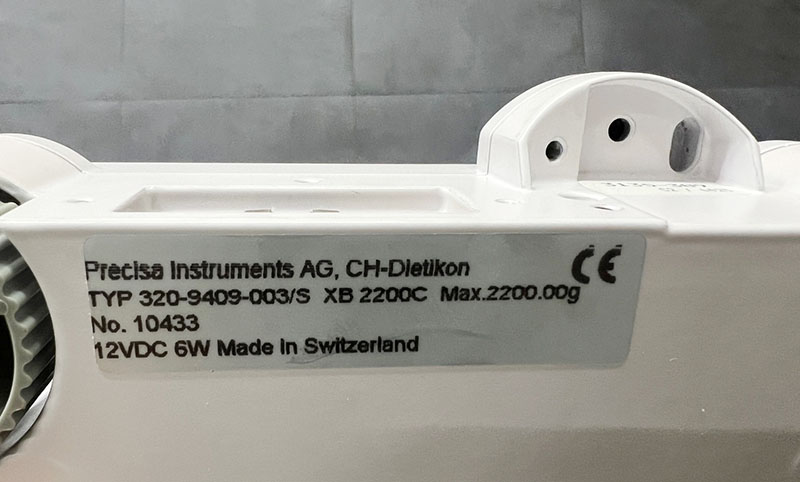 Precisa Instruments AG, CH-Dietikon CE
TYP 320-9409-003/S XB 2200C Max.2200.00g
No. 10433
12VDC 6W Made in Switzerland